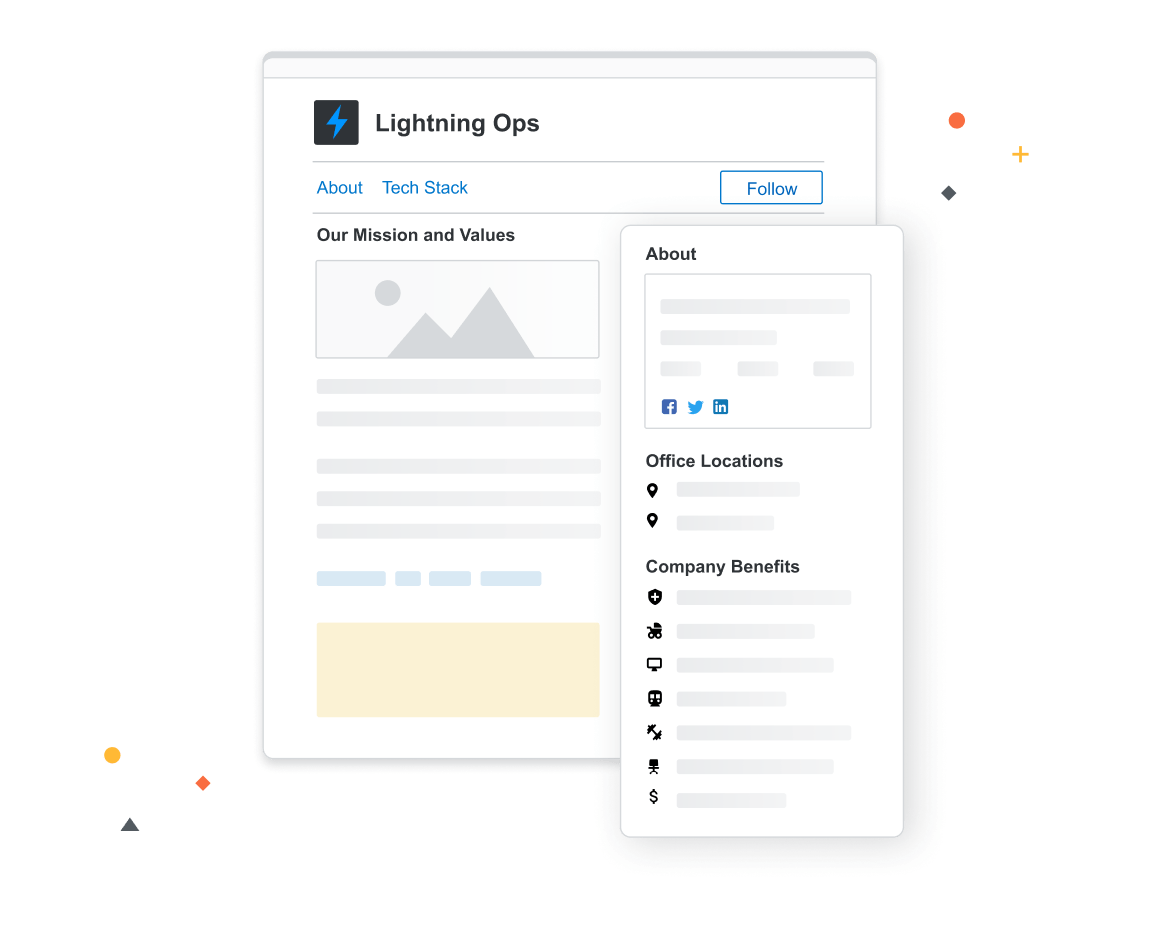 Lightning Ops
About Tech Stack Follow
Our Mission and Values
About
Office Locations
Company Benefits